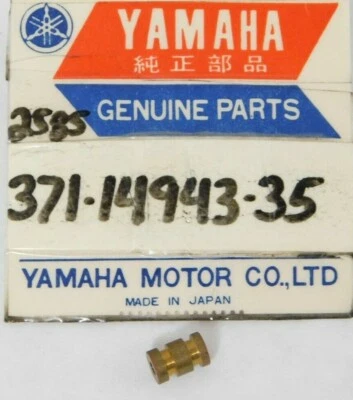 YAMAHA
純正部品
GENUINE PARTS
2585
371-14943-35
YAMAHA MOTOR CO.,LTD
MADE IN JAPAN